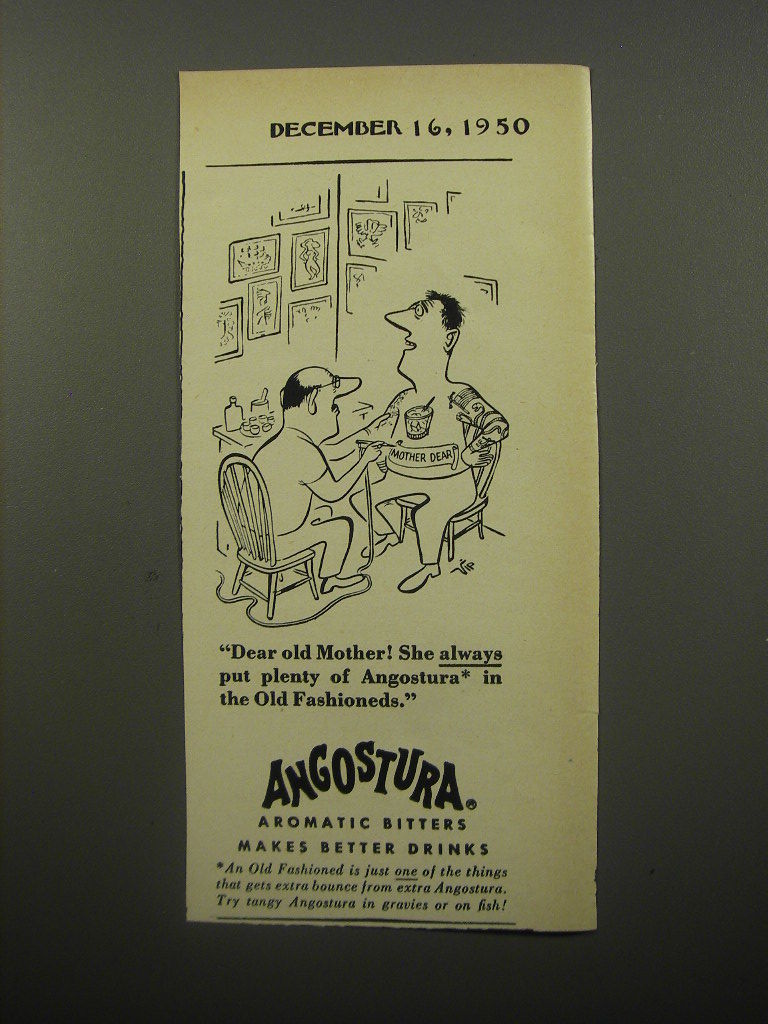 DECEMBER 16, 1950
MOTHER DEAR
ViP
“Dear old Mother! She always
put plenty of Angostura* in
the Old Fashioneds.”
ANGOSTURA®
AROMATIC BITTERS
MAKES BETTER DRINKS
*An Old Fashioned is just one of the things
that gets extra bounce from extra Angostura.
Try tangy Angostura in gravies or on fish!